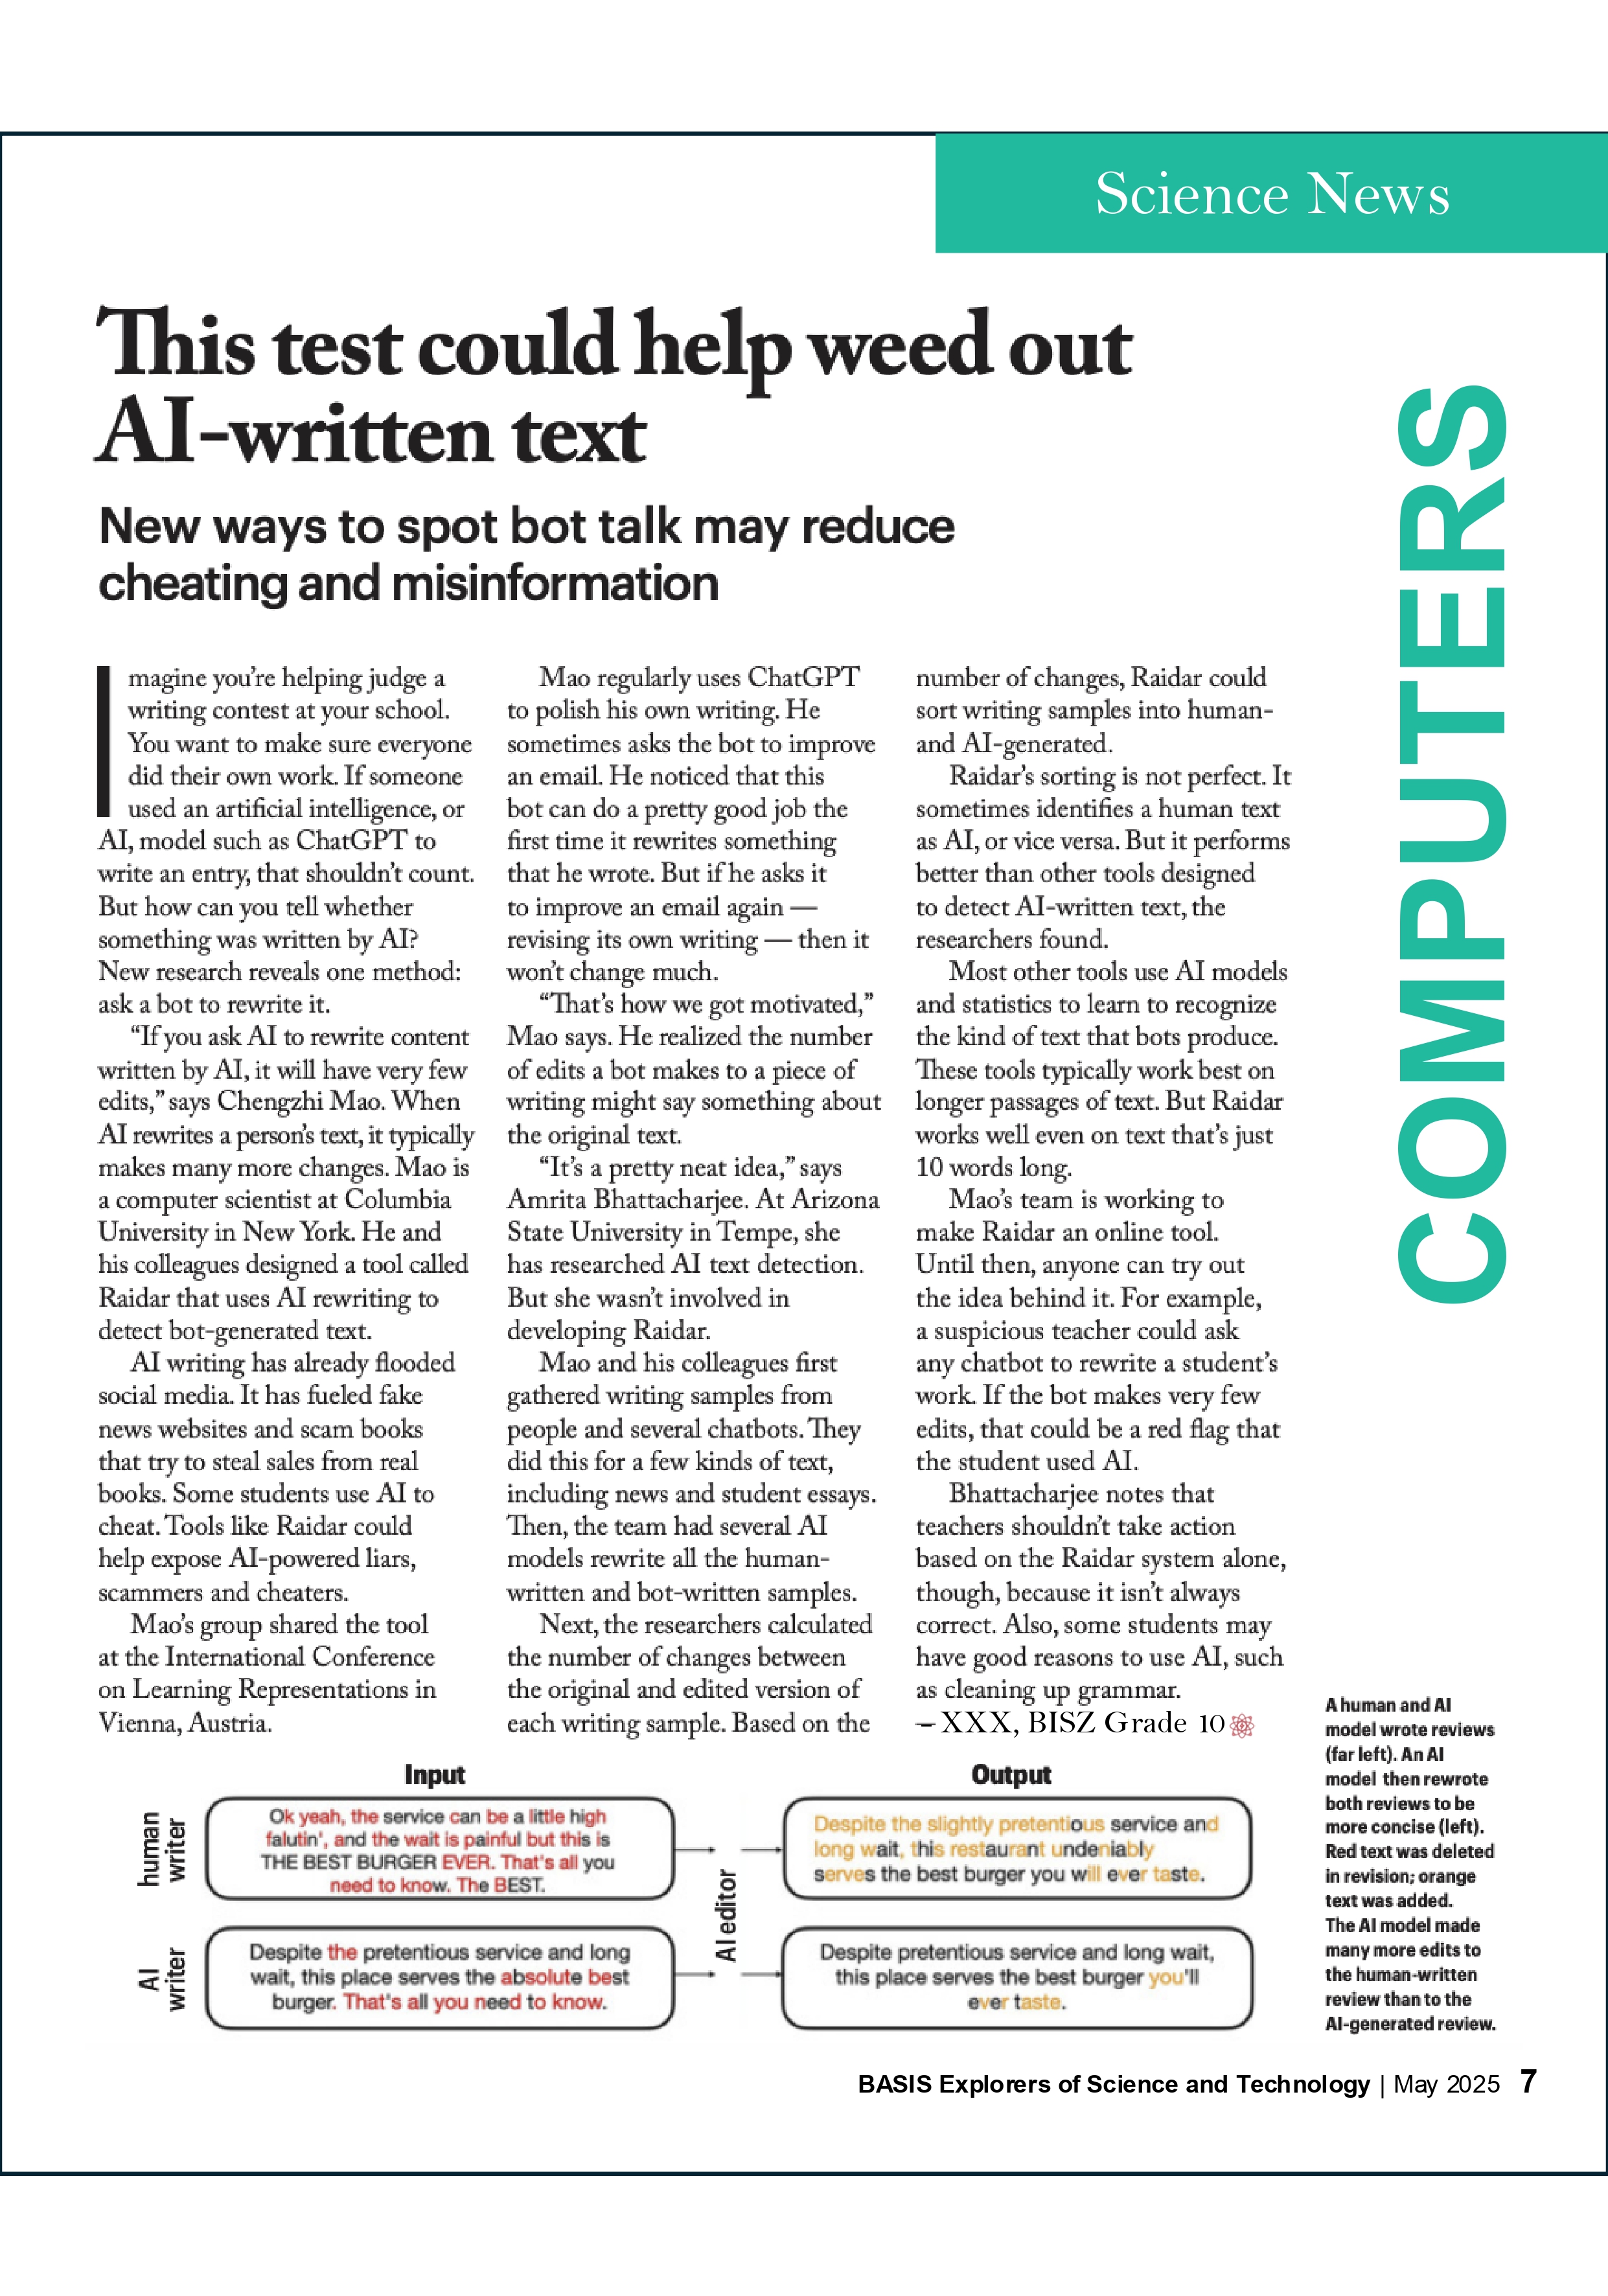 Science News
This test could help weed out
AI-written text
New ways to spot bot talk may reduce
cheating and misinformation
COMPUTERS
Imagine you're helping judge a
writing contest at your school.
You want to make sure everyone
did their own work. If someone
used an artificial intelligence, or
AI, model such as ChatGPT to
write an entry, that shouldn't count.
But how can you tell whether
something was written by AI?
New research reveals one method:
ask a bot to rewrite it.
“If you ask AI to rewrite content
written by AI, it will have very few
edits,” says Chengzhi Mao. When
AI rewrites a person's text, it typically
makes many more changes. Mao is
a computer scientist at Columbia
University in New York. He and
his colleagues designed a tool called
Raidar that uses AI rewriting to
detect bot-generated text.
AI writing has already flooded
social media. It has fueled fake
news websites and scam books
that try to steal sales from real
books. Some students use AI to
cheat. Tools like Raidar could
help expose AI-powered liars,
scammers and cheaters.
Mao's group shared the tool
at the International Conference
on Learning Representations in
Vienna, Austria.
Mao regularly uses ChatGPT
to polish his own writing. He
sometimes asks the bot to improve
an email. He noticed that this
bot can do a pretty good job the
first time it rewrites something
that he wrote. But if he asks it
to improve an email again —
revising its own writing — then it
won't change much.
“That's how we got motivated,”
Mao says. He realized the number
of edits a bot makes to a piece of
writing might say something about
the original text.
“It's a pretty neat idea,” says
Amrita Bhattacharjee. At Arizona
State University in Tempe, she
has researched AI text detection.
But she wasn't involved in
developing Raidar.
Mao and his colleagues first
gathered writing samples from
people and several chatbots. They
did this for a few kinds of text,
including news and student essays.
Then, the team had several AI
models rewrite all the human-
written and bot-written samples.
Next, the researchers calculated
the number of changes between
the original and edited version of
each writing sample. Based on the
number of changes, Raidar could
sort writing samples into human-
and AI-generated.
Raidar's sorting is not perfect. It
sometimes identifies a human text
as AI, or vice versa. But it performs
better than other tools designed
to detect AI-written text, the
researchers found.
Most other tools use AI models
and statistics to learn to recognize
the kind of text that bots produce.
These tools typically work best on
longer passages of text. But Raidar
works well even on text that's just
10 words long.
Mao's team is working to
make Raidar an online tool.
Until then, anyone can try out
the idea behind it. For example,
a suspicious teacher could ask
any chatbot to rewrite a student's
work. If the bot makes very few
edits, that could be a red flag that
the student used AI.
Bhattacharjee notes that
teachers shouldn't take action
based on the Raidar system alone,
though, because it isn't always
correct. Also, some students may
have good reasons to use AI, such
as cleaning up grammar.
– XXX, BISZ Grade 10
Input
Output
human
writer
Ok yeah, the service can be a little high
falutin', and the wait is painful but this is
THE BEST BURGER EVER. That's all you
need to know. The BEST.
AI editor
Despite the slightly pretentious service and
long wait, this restaurant undeniably
serves the best burger you will ever taste.
AI
writer
Despite the pretentious service and long
wait, this place serves the absolute best
burger. That's all you need to know.
Despite pretentious service and long wait,
this place serves the best burger you'll
ever taste.
A human and AI
model wrote reviews
(far left). An AI
model then rewrote
both reviews to be
more concise (left).
Red text was deleted
in revision; orange
text was added.
The AI model made
many more edits to
the human-written
review than to the
AI-generated review.
BASIS Explorers of Science and Technology | May 2025 7